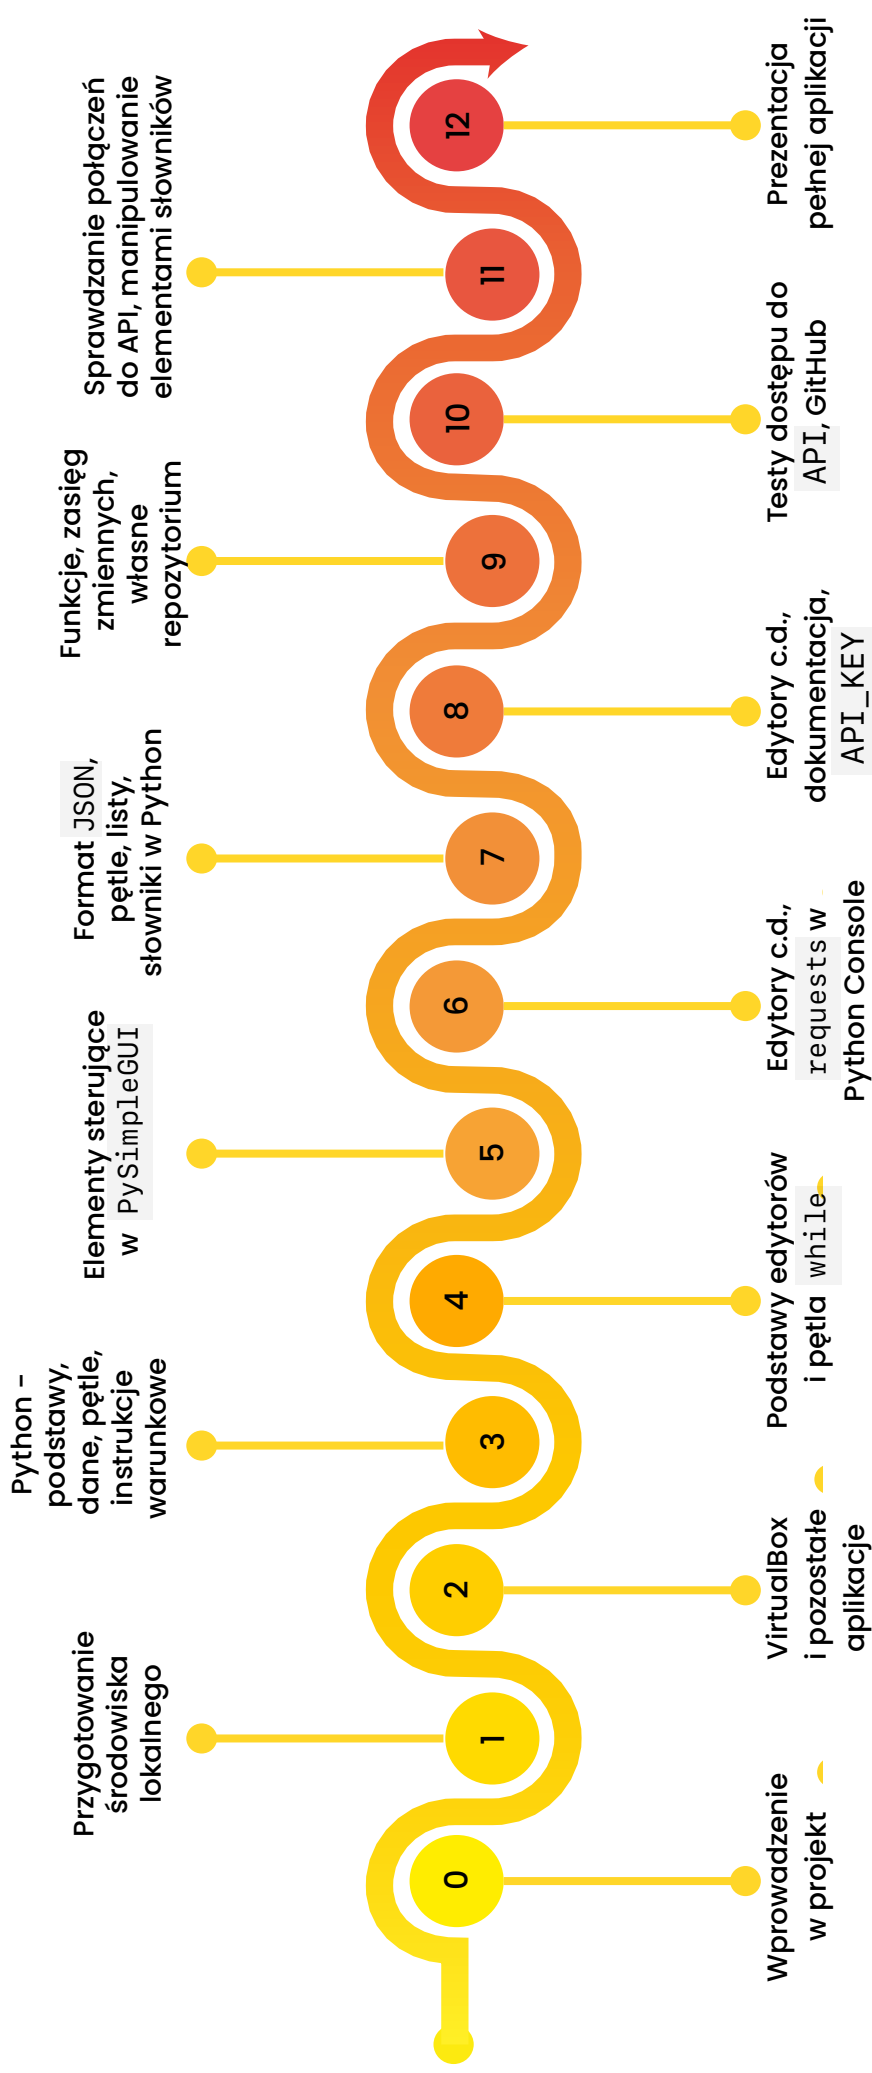 0
Wprowadzenie
w projekt
1
Przygotowanie
środowiska
lokalnego
2
VirtualBox
i pozostałe
aplikacje
3
Python –
podstawy,
dane, pętle,
instrukcje
warunkowe
4
Podstawy edytorów
i pętla while
5
Elementy sterujące
w PySimpleGUI
6
Edytory c.d.,
requests w
Python Console
7
Format JSON,
pętle, listy,
słowniki w Python
8
Edytory c.d.,
dokumentacja,
API_KEY
9
Funkcje, zasięg
zmiennych,
własne
repozytorium
10
Testy dostępu do
API, GitHub
11
Sprawdzanie połączeń
do API, manipulowanie
elementami słowników
12
Prezentacja
pełnej aplikacji